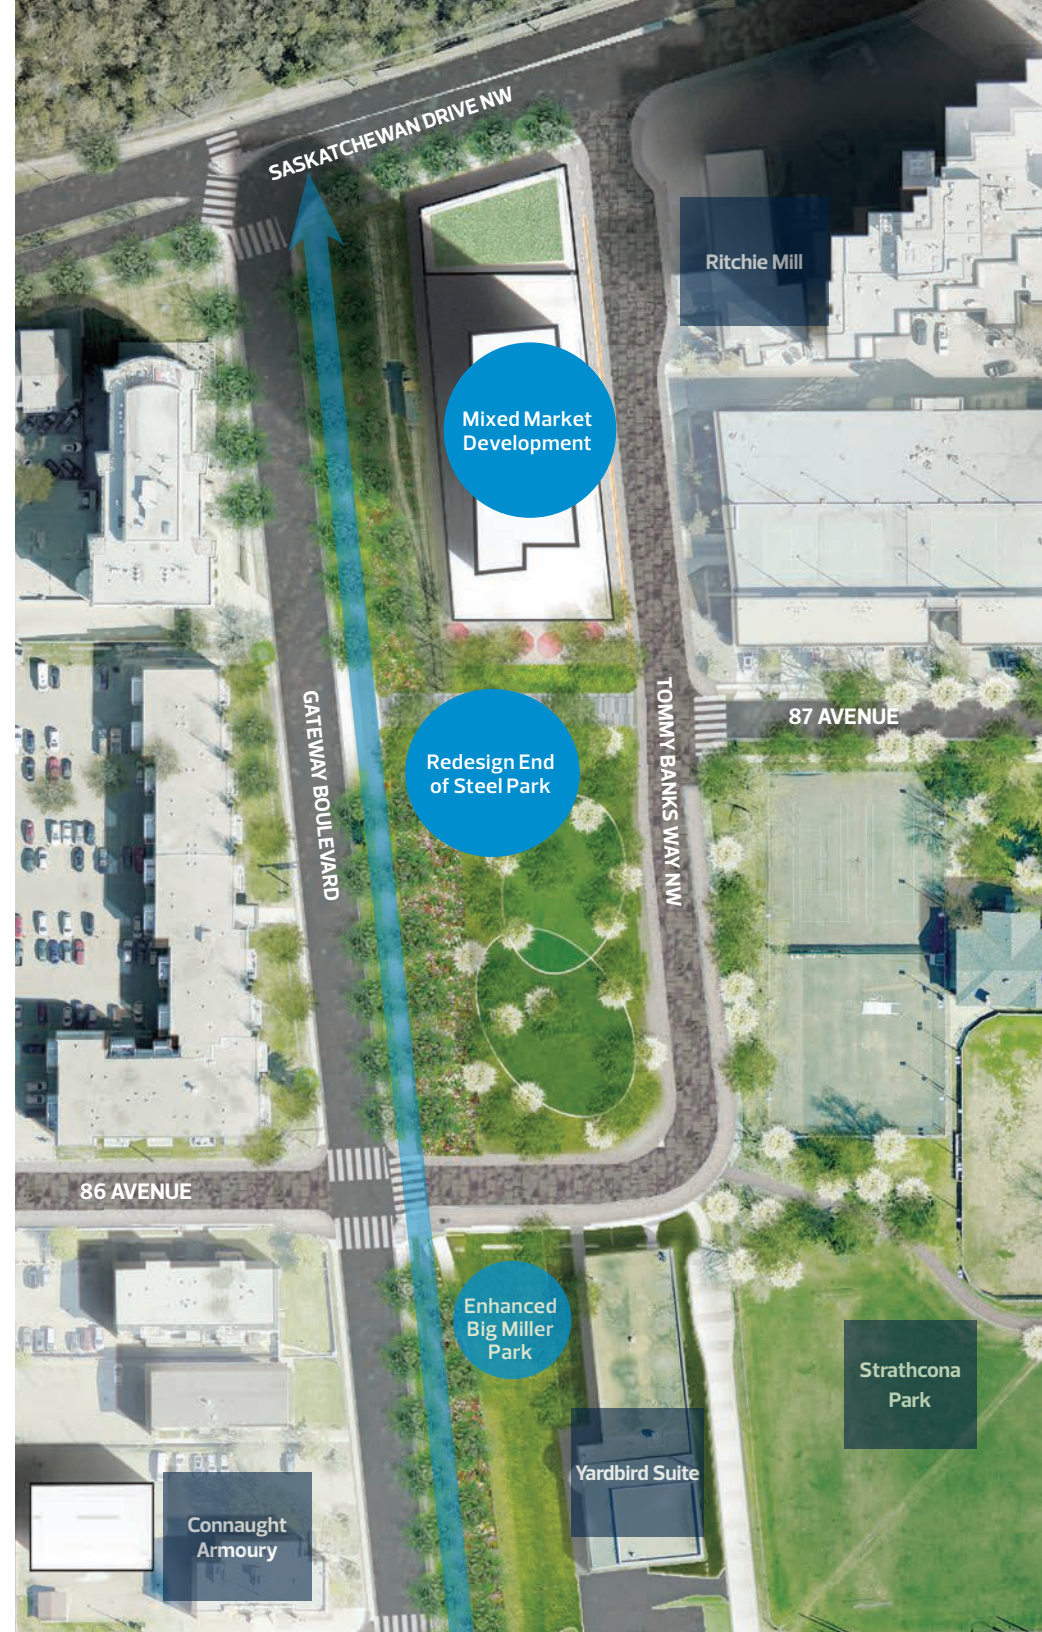 SASKATCHEWAN DRIVE NW
Ritchie Mill
Mixed Market
Development
GATEWAY BOULEVARD
TOMMY BANKS WAY NW
87 AVENUE
Redesign End
of Steel Park
86 AVENUE
Enhanced
Big Miller
Park
Strathcona
Park
Yardbird Suite
Connaught
Armoury